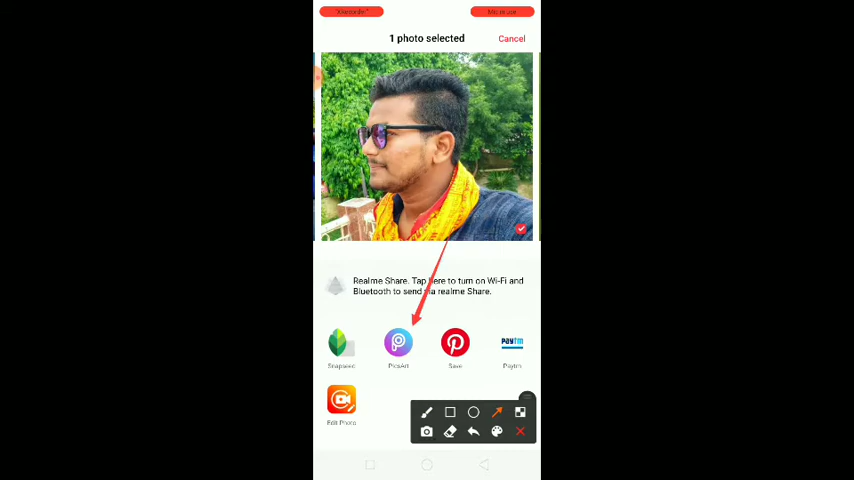 1 photo selected
Cancel
Realme Share. Tap here to turn on Wi-Fi and
Bluetooth to send via realme Share.
Snapseed
PicsArt
Save
Paytm
Paytm
Edit Photo